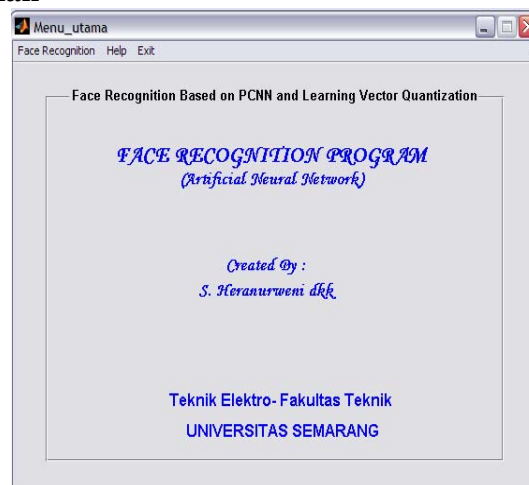 Menu_utama
Face Recognition Help Exit
Face Recognition Based on PCNN and Learning Vector Quantization
FACE RECOGNITION PROGRAM
(Artificial Neural Network)
Created By :
S. Heranurweni dkk
Teknik Elektro- Fakultas Teknik
UNIVERSITAS SEMARANG